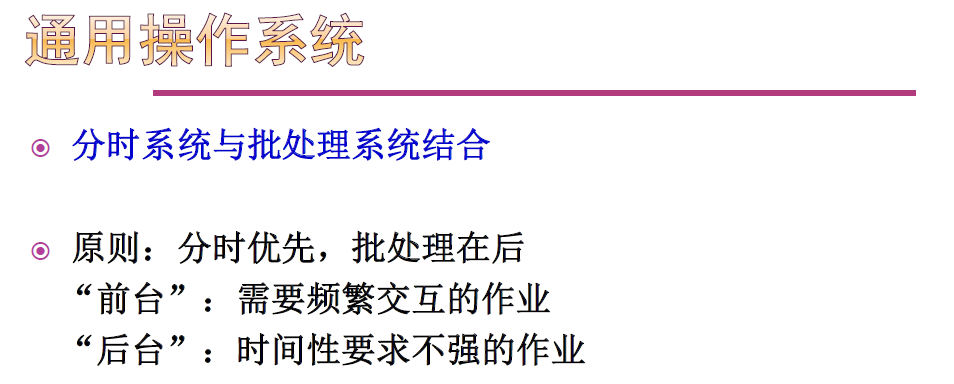 通用操作系统
分时系统与批处理系统结合
原则：分时优先，批处理在后
“前台”：需要频繁交互的作业
“后台”：时间性要求不强的作业